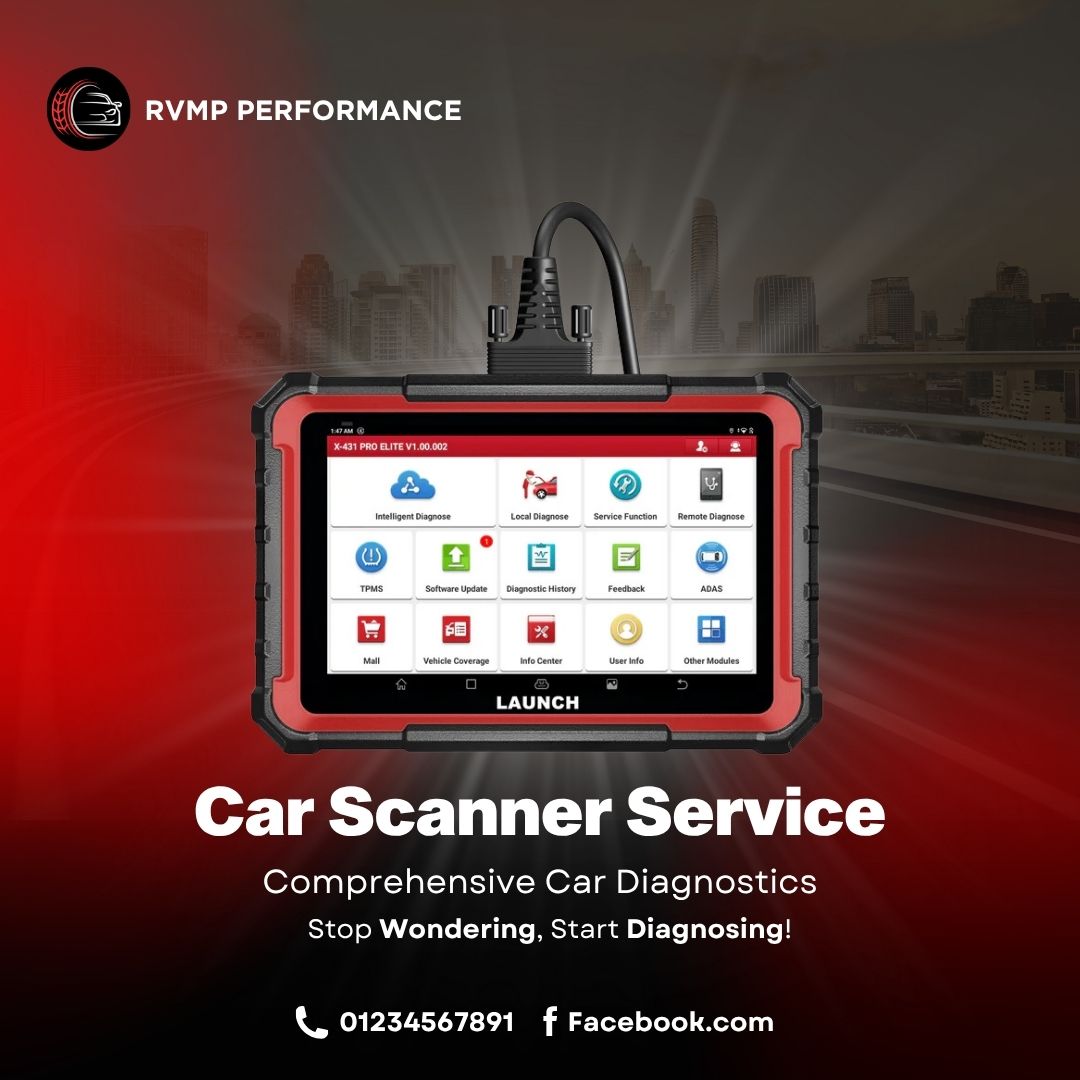 RVMP PERFORMANCE
1:47 AM
X-431 PRO ELITE V1.00.002
Intelligent Diagnose
Local Diagnose
Service Function
Remote Diagnose
TPMS
1
Software Update
Diagnostic History
Feedback
ADAS
Mall
Vehicle Coverage
Info Center
User Info
Other Modules
LAUNCH
Car Scanner Service
Comprehensive Car Diagnostics
Stop Wondering, Start Diagnosing!
01234567891
f Facebook.com